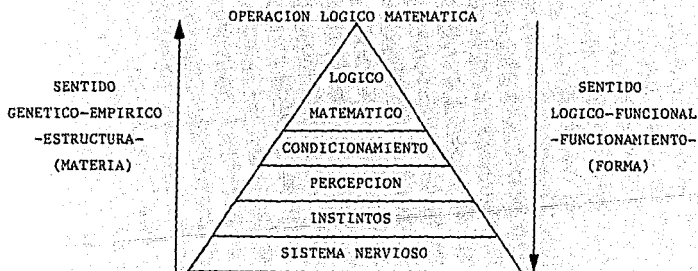 OPERACION LOGICO MATEMATICA
SENTIDO
GENETICO-EMPIRICO
-ESTRUCTURA-
(MATERIA)
LOGICO
MATEMATICO
CONDICIONAMIENTO
PERCEPCION
INSTINTOS
SISTEMA NERVIOSO
SENTIDO
LOGICO-FUNCIONAL
-FUNCIONAMIENTO-
(FORMA)